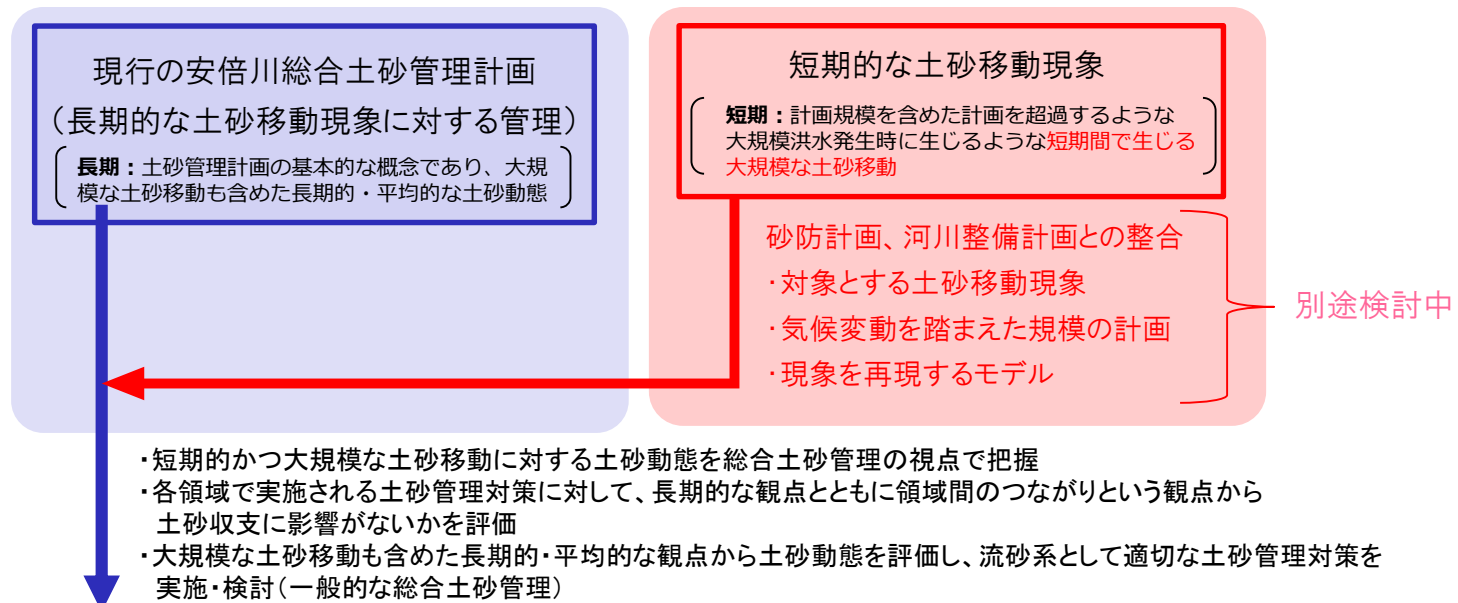 現行の安倍川総合土砂管理計画
（長期的な土砂移動現象に対する管理）
長期：土砂管理計画の基本的な概念であり、大規
模な土砂移動も含めた長期的・平均的な土砂動態
短期的な土砂移動現象
短期：計画規模を含めた計画を超過するような
大規模洪水発生時に生じるような短期間で生じる
大規模な土砂移動
砂防計画、河川整備計画との整合
・対象とする土砂移動現象
・気候変動を踏まえた規模の計画
・現象を再現するモデル
別途検討中
・短期的かつ大規模な土砂移動に対する土砂動態を総合土砂管理の視点で把握
・各領域で実施される土砂管理対策に対して、長期的な観点とともに領域間のつながりという観点から
土砂収支に影響がないかを評価
・大規模な土砂移動も含めた長期的・平均的な観点から土砂動態を評価し、流砂系として適切な土砂管理対策を
実施・検討（一般的な総合土砂管理）